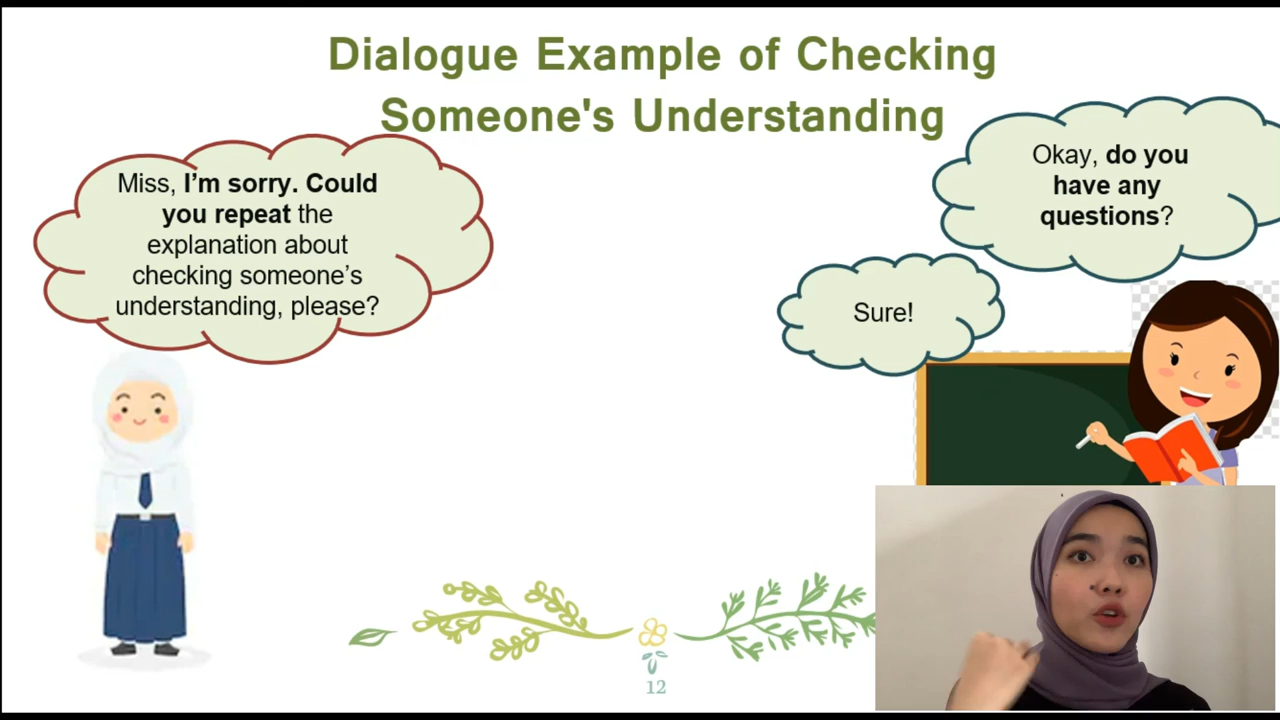 Dialogue Example of Checking
Someone's Understanding
Okay, do you
have any
questions?
Miss, I'm sorry. Could
you repeat the
explanation about
checking someone's
understanding, please?
Sure!
12